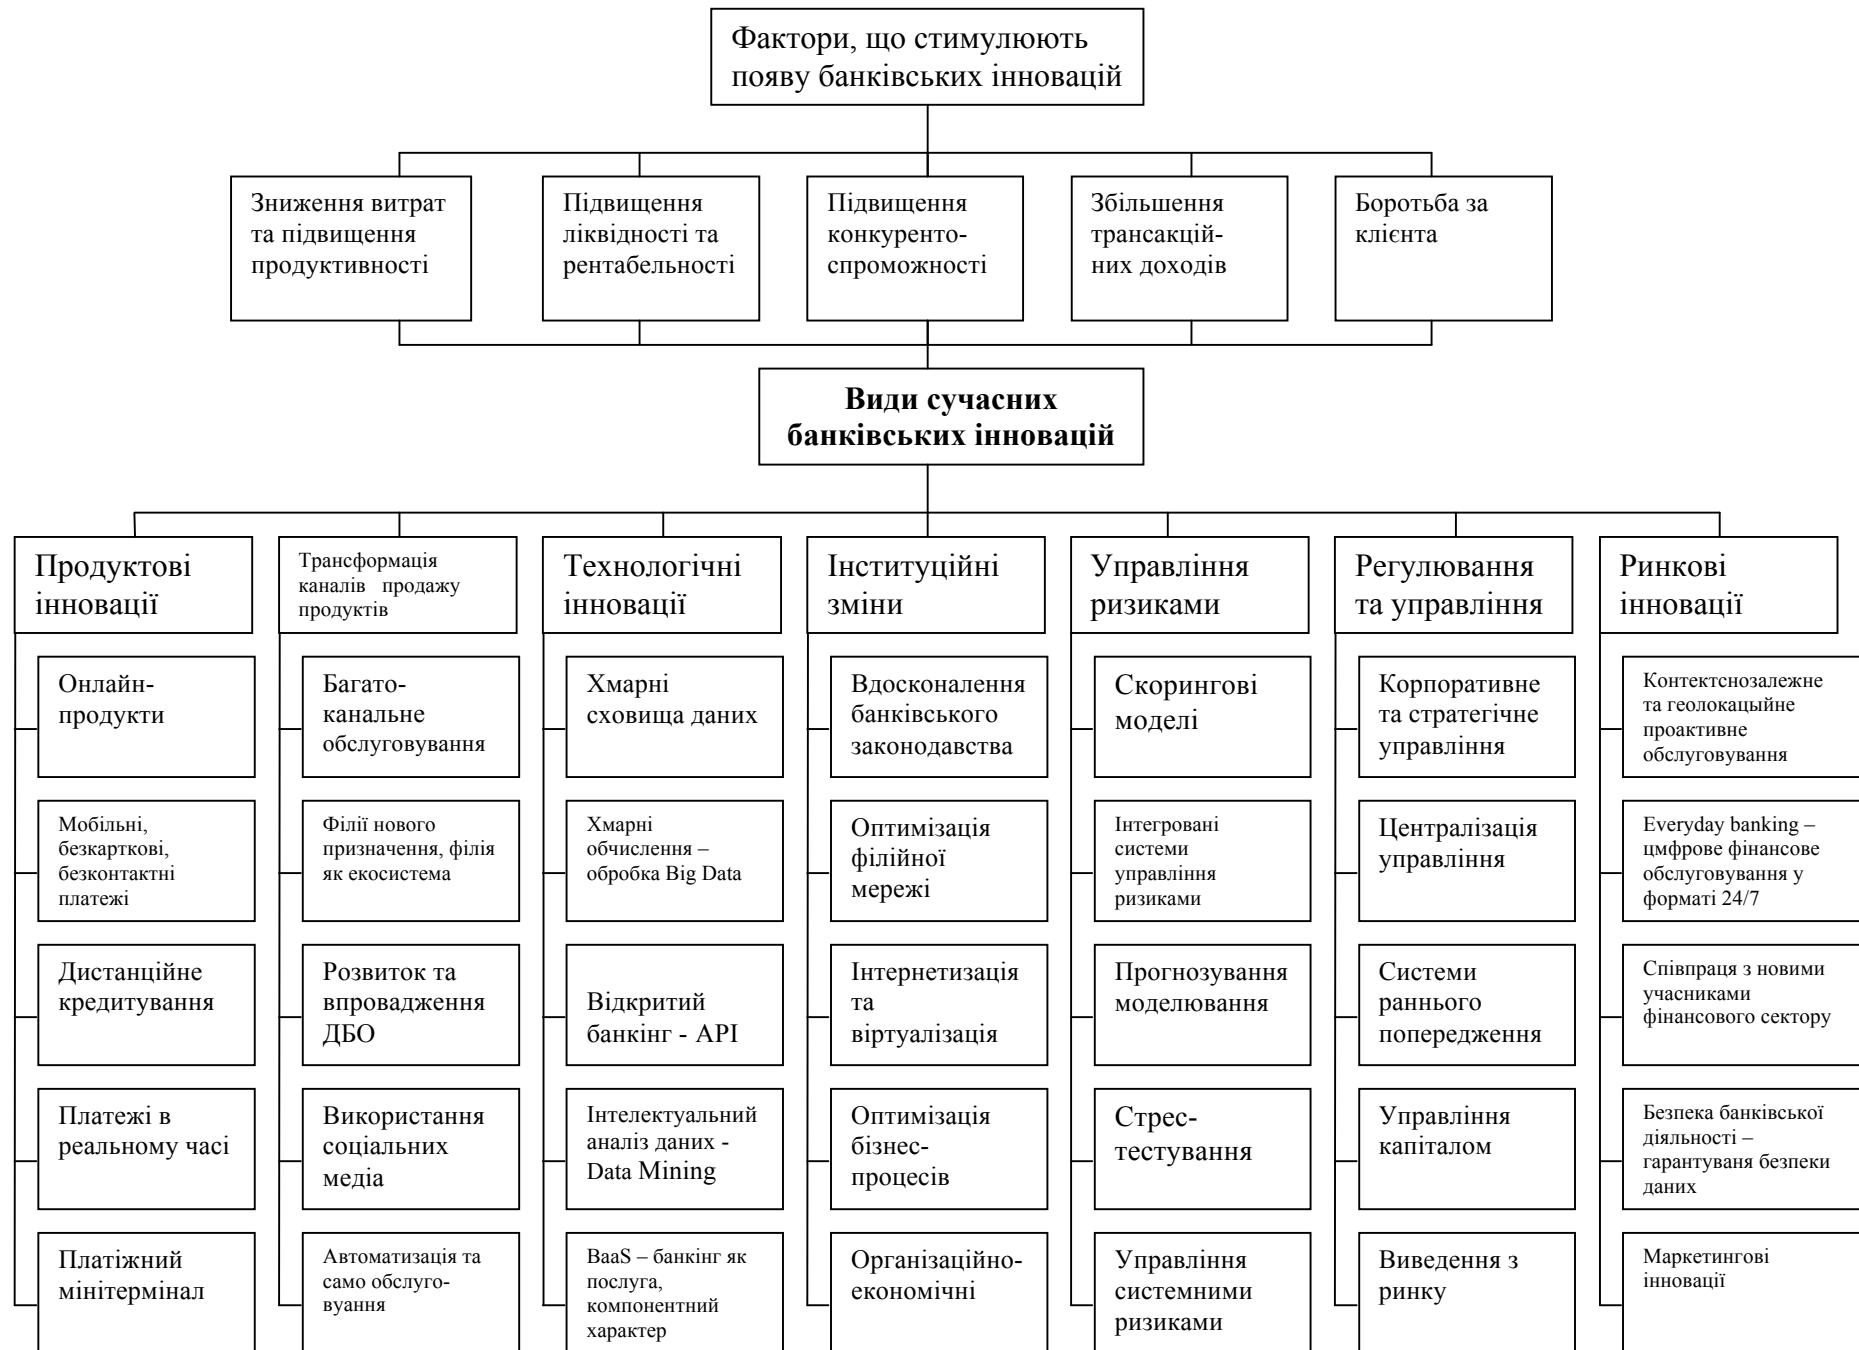 Фактори, що стимулюють
появу банківських інновацій
Зниження витрат
та підвищення
продуктивності
Підвищення
ліквідності та
рентабельності
Підвищення
конкуренто-
спроможності
Збільшення
трансакцій-
них доходів
Боротьба за
клієнта
Види сучасних
банківських інновацій
Продуктові
інновації
Трансформація
каналів продажу
продуктів
Технологічні
інновації
Інституційні
зміни
Управління
ризиками
Регулювання
та управління
Ринкові
інновації
Онлайн-
продукти
Багато-
канальне
обслуговування
Хмарні
сховища даних
Вдосконалення
банківського
законодавства
Скорингові
моделі
Корпоративне
та стратегічне
управління
Контектснозалежне
та геолокацыйне
проактивне
обслуговування
Мобільні,
безкарткові,
безконтактні
платежі
Філії нового
призначення, філія
як екосистема
Хмарні
обчислення –
обробка Big Data
Оптимізація
філійної
мережі
Інтегровані
системи
управління
ризиками
Централізація
управління
Everyday banking –
цмфрове фінансове
обслуговування у
форматі 24/7
Дистанційне
кредитування
Розвиток та
впровадження
ДБО
Відкритий
банкінг - API
Інтернетизація
та
віртуалізація
Прогнозування
моделювання
Системи
раннього
попередження
Співпраця з новими
учасниками
фінансового сектору
Платежі в
реальному часі
Використання
соціальних
медіа
Інтелектуальний
аналіз даних -
Data Mining
Оптимізація
бізнес-
процесів
Стрес-
тестування
Управління
капіталом
Безпека банківської
діяльності –
гарантуваня безпеки
даних
Платіжний
мінітермінал
Автоматизація та
само обслуго-
вуання
BaaS – банкінг як
послуга,
компонентний
характер
Організаційно-
економічні
Управління
системними
ризиками
Виведення з
ринку
Маркетингові
інновації